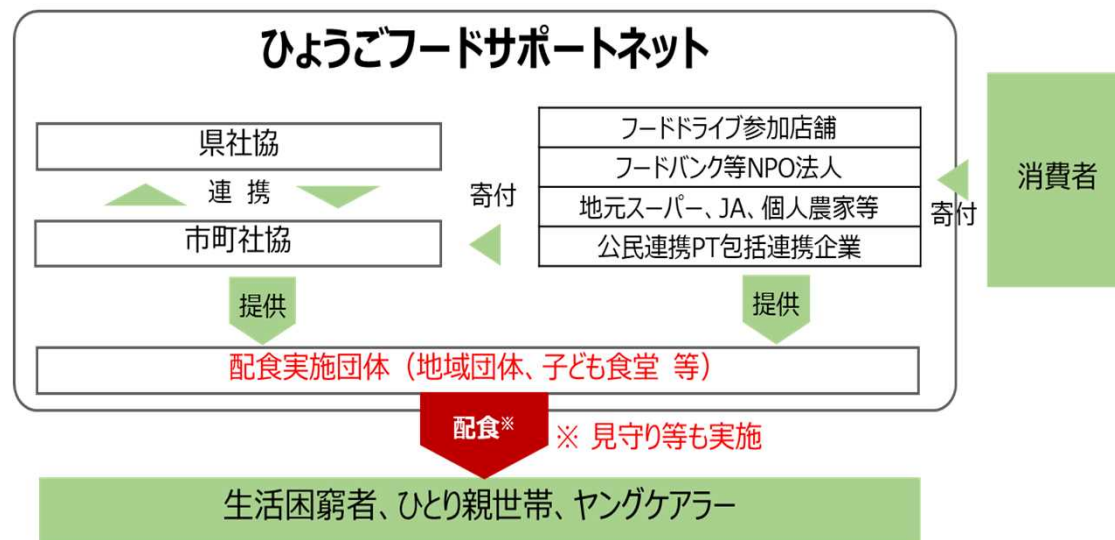 ひょうごフードサポートネット
県社協
連 携
市町社協
寄付
フードドライブ参加店舗
フードバンク等NPO法人
地元スーパー、JA、個人農家等
公民連携PT包括連携企業
寄付
消費者
提供
提供
配食実施団体（地域団体、子ども食堂 等）
配食※
※ 見守り等も実施
生活困窮者、ひとり親世帯、ヤングケアラー